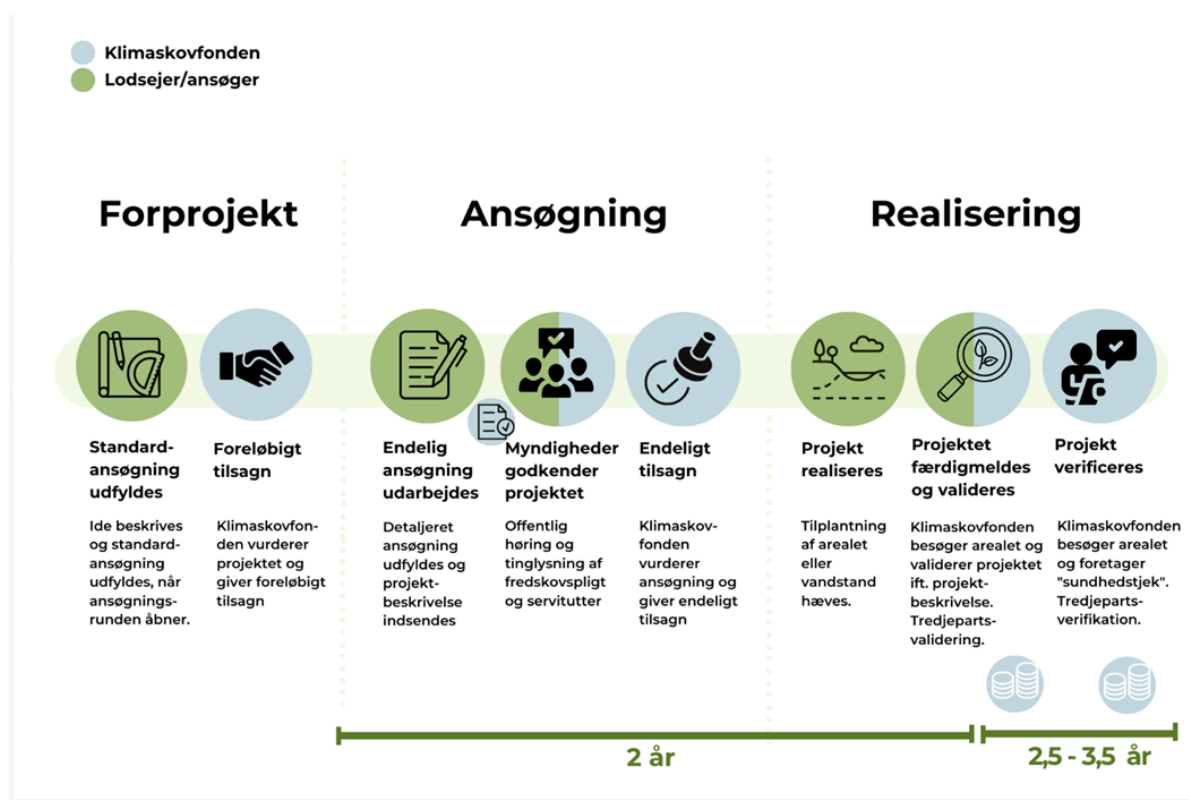 Klimaskovfonden
Lodsejer/ansøger
Forprojekt
Ansøgning
Realisering
Standard-
ansøgning
udfyldes
Ide beskrives
og standard-
ansøgning
udfyldes, når
ansøgnings-
runden åbner.
Foreløbigt
tilsagn
Klimaskovfon-
den vurderer
projektet og
giver foreløbigt
tilsagn
Endelig
ansøgning
udarbejdes
Detaljeret
ansøgning
udfyldes og
projekt-
beskrivelse
indsendes
Myndigheder
godkender
projektet
Offentlig
høring og
tinglysning af
fredskovspligt
og servitutter
Endeligt
tilsagn
Klimaskov-
fonden
vurderer
ansøgning og
giver endeligt
tilsagn
Projekt
realiseres
Tilplantning
af arealet
eller
vandstand
hæves.
Projektet
færdigmeldes
og valideres
Klimaskovfonden
besøger arealet og
validerer projektet
ift. projekt-
beskrivelse.
Tredjeparts-
validering.
Projekt
verificeres
Klimaskovfonden
besøger arealet
og foretager
"sundhedstjek".
Tredjeparts-
verifikation.
2 år
2,5 - 3,5 år